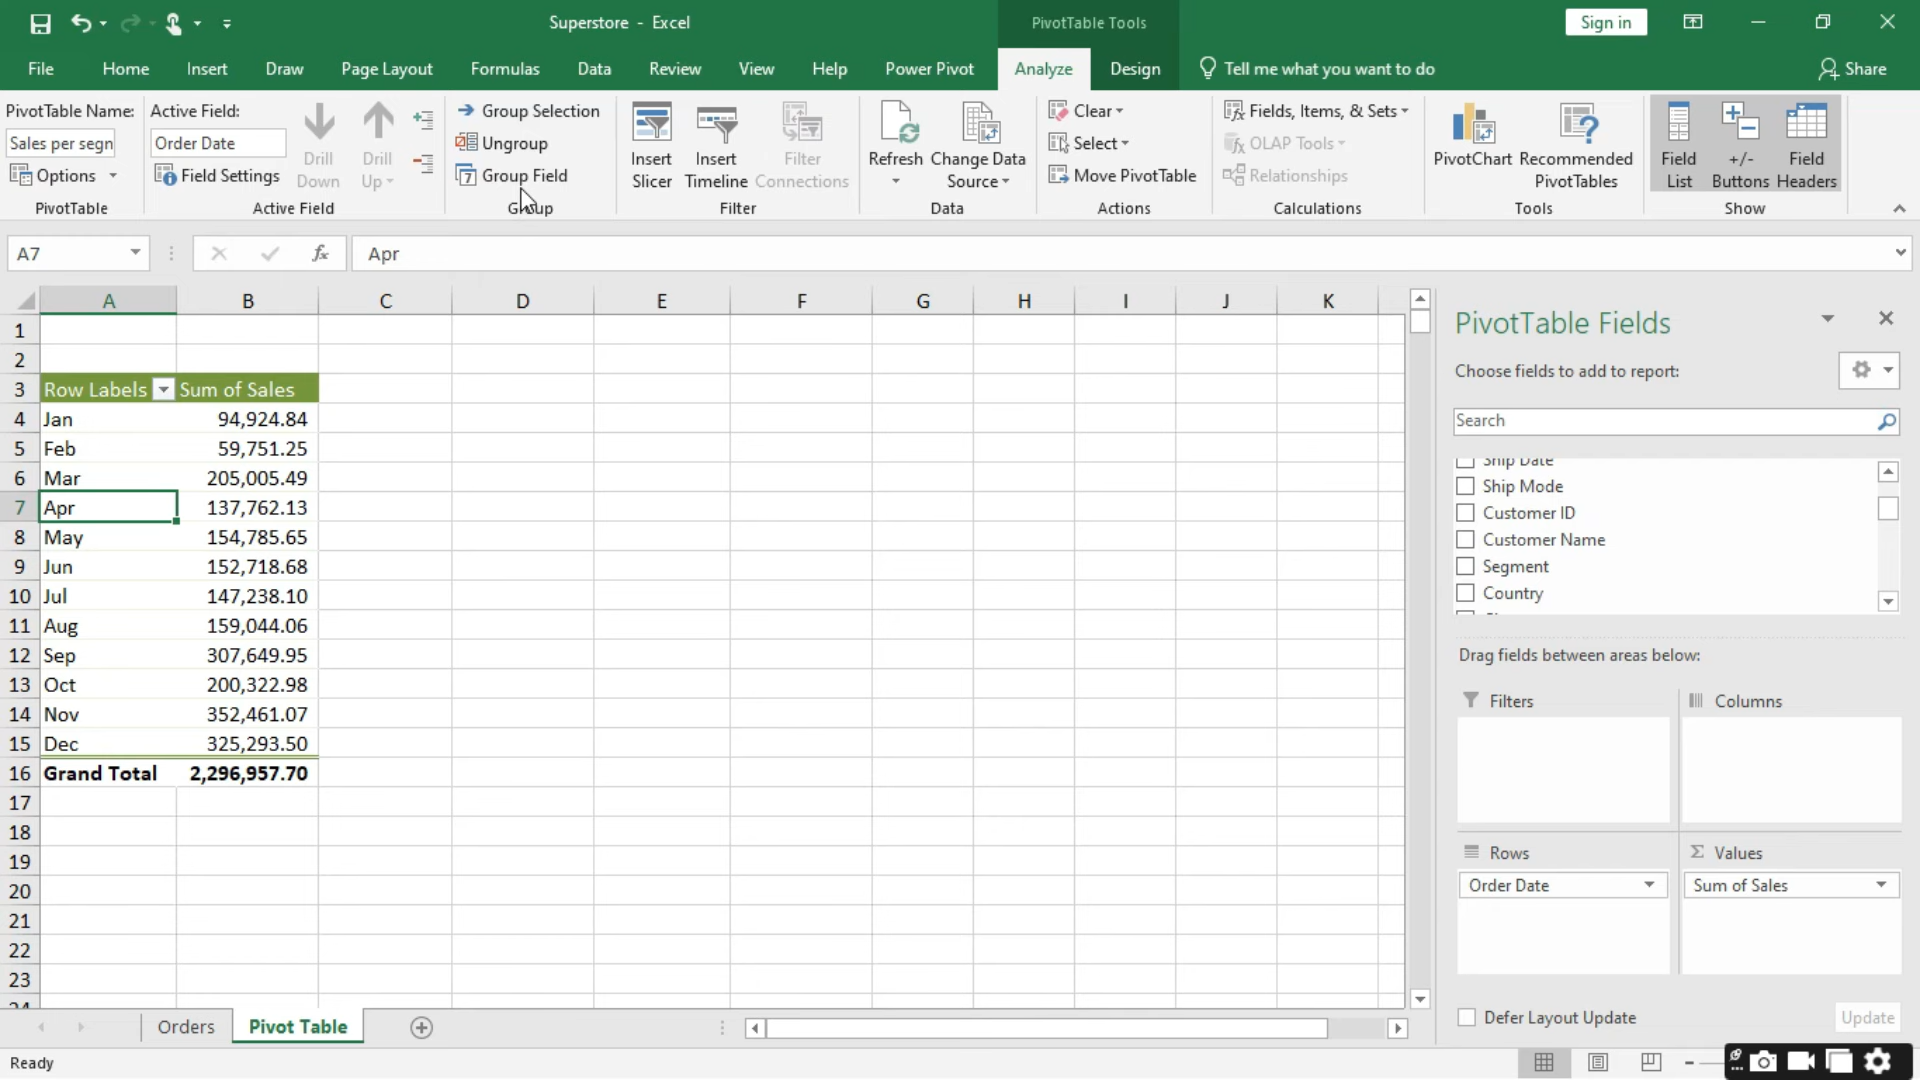 Superstore - Excel
PivotTable Tools
Sign in
File Home Insert Draw Page Layout Formulas Data Review View Help Power Pivot Analyze Design Tell me what you want to do Share
PivotTable Name: Active Field: Group Selection Clear Fields, Items, & Sets
Sales per segn Order Date Ungroup Select OLAP Tools
Options Field Settings Drill Down Drill Up Group Field Insert Slicer Insert Timeline Filter Connections Refresh Change Data Source Move PivotTable Relationships PivotChart Recommended PivotTables Field List +/- Buttons Field Headers
PivotTable Active Field Group Filter Data Actions Calculations Tools Show
A7 fx Apr
A B C D E F G H I J K
1
2
3 Row Labels Sum of Sales
4 Jan 94,924.84
5 Feb 59,751.25
6 Mar 205,005.49
7 Apr 137,762.13
8 May 154,785.65
9 Jun 152,718.68
10 Jul 147,238.10
11 Aug 159,044.06
12 Sep 307,649.95
13 Oct 200,322.98
14 Nov 352,461.07
15 Dec 325,293.50
16 Grand Total 2,296,957.70
17
18
19
20
21
22
23
24
PivotTable Fields
Choose fields to add to report:
Search
Ship Date
Ship Mode
Customer ID
Customer Name
Segment
Country
Drag fields between areas below:
Filters Columns
Rows Values
Order Date Sum of Sales
Defer Layout Update Update
Orders Pivot Table
Ready